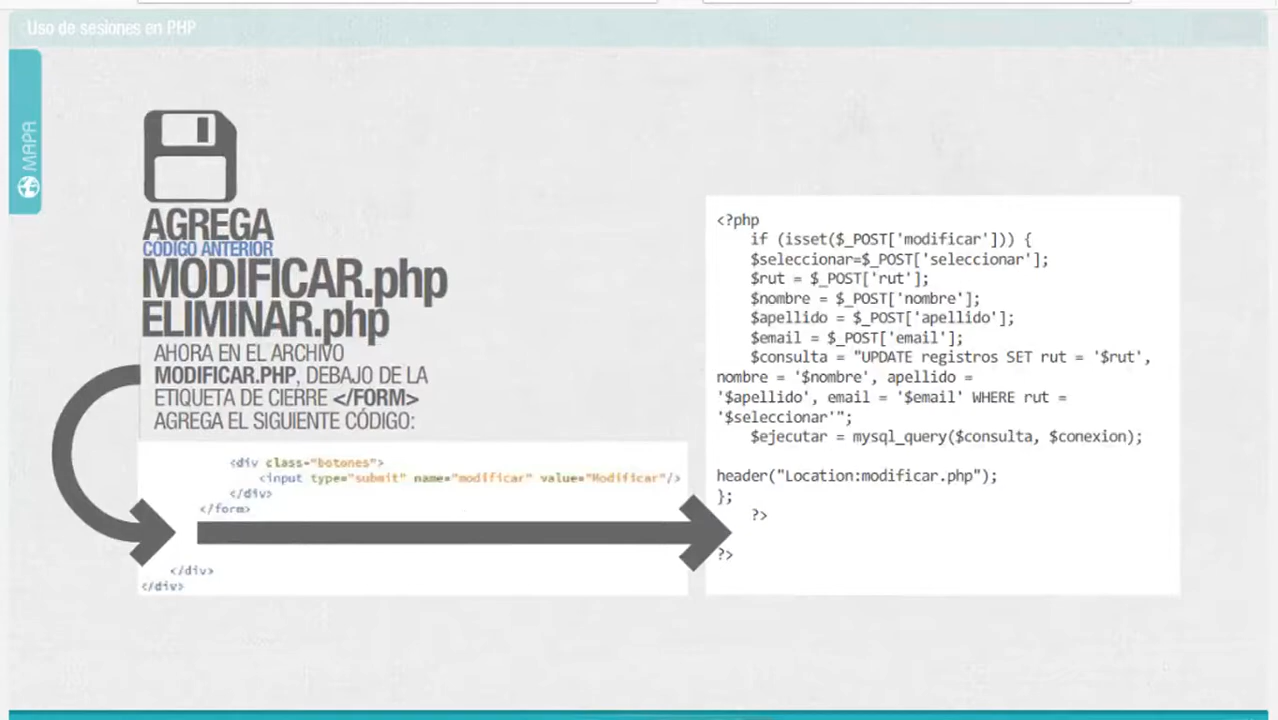 Uso de sesiones en PHP
MAPA
AGREGA
CODIGO ANTERIOR
MODIFICAR.php
ELIMINAR.php
AHORA EN EL ARCHIVO
MODIFICAR.PHP, DEBAJO DE LA
ETIQUETA DE CIERRE </FORM>
AGREGA EL SIGUIENTE CÓDIGO:
<div class="botones">
<input type="submit" name="modificar" value="Modificar"/>
</div>
</form>
</div>
</div>
<?php
if (isset($_POST['modificar'])) {
$seleccionar=$_POST['seleccionar'];
$rut = $_POST['rut'];
$nombre = $_POST['nombre'];
$apellido = $_POST['apellido'];
$email = $_POST['email'];
$consulta = "UPDATE registros SET rut = '$rut',
nombre = '$nombre', apellido =
'$apellido', email = '$email' WHERE rut =
'$seleccionar'";
$ejecutar = mysql_query($consulta, $conexion);
header("Location:modificar.php");
};
?>
?>